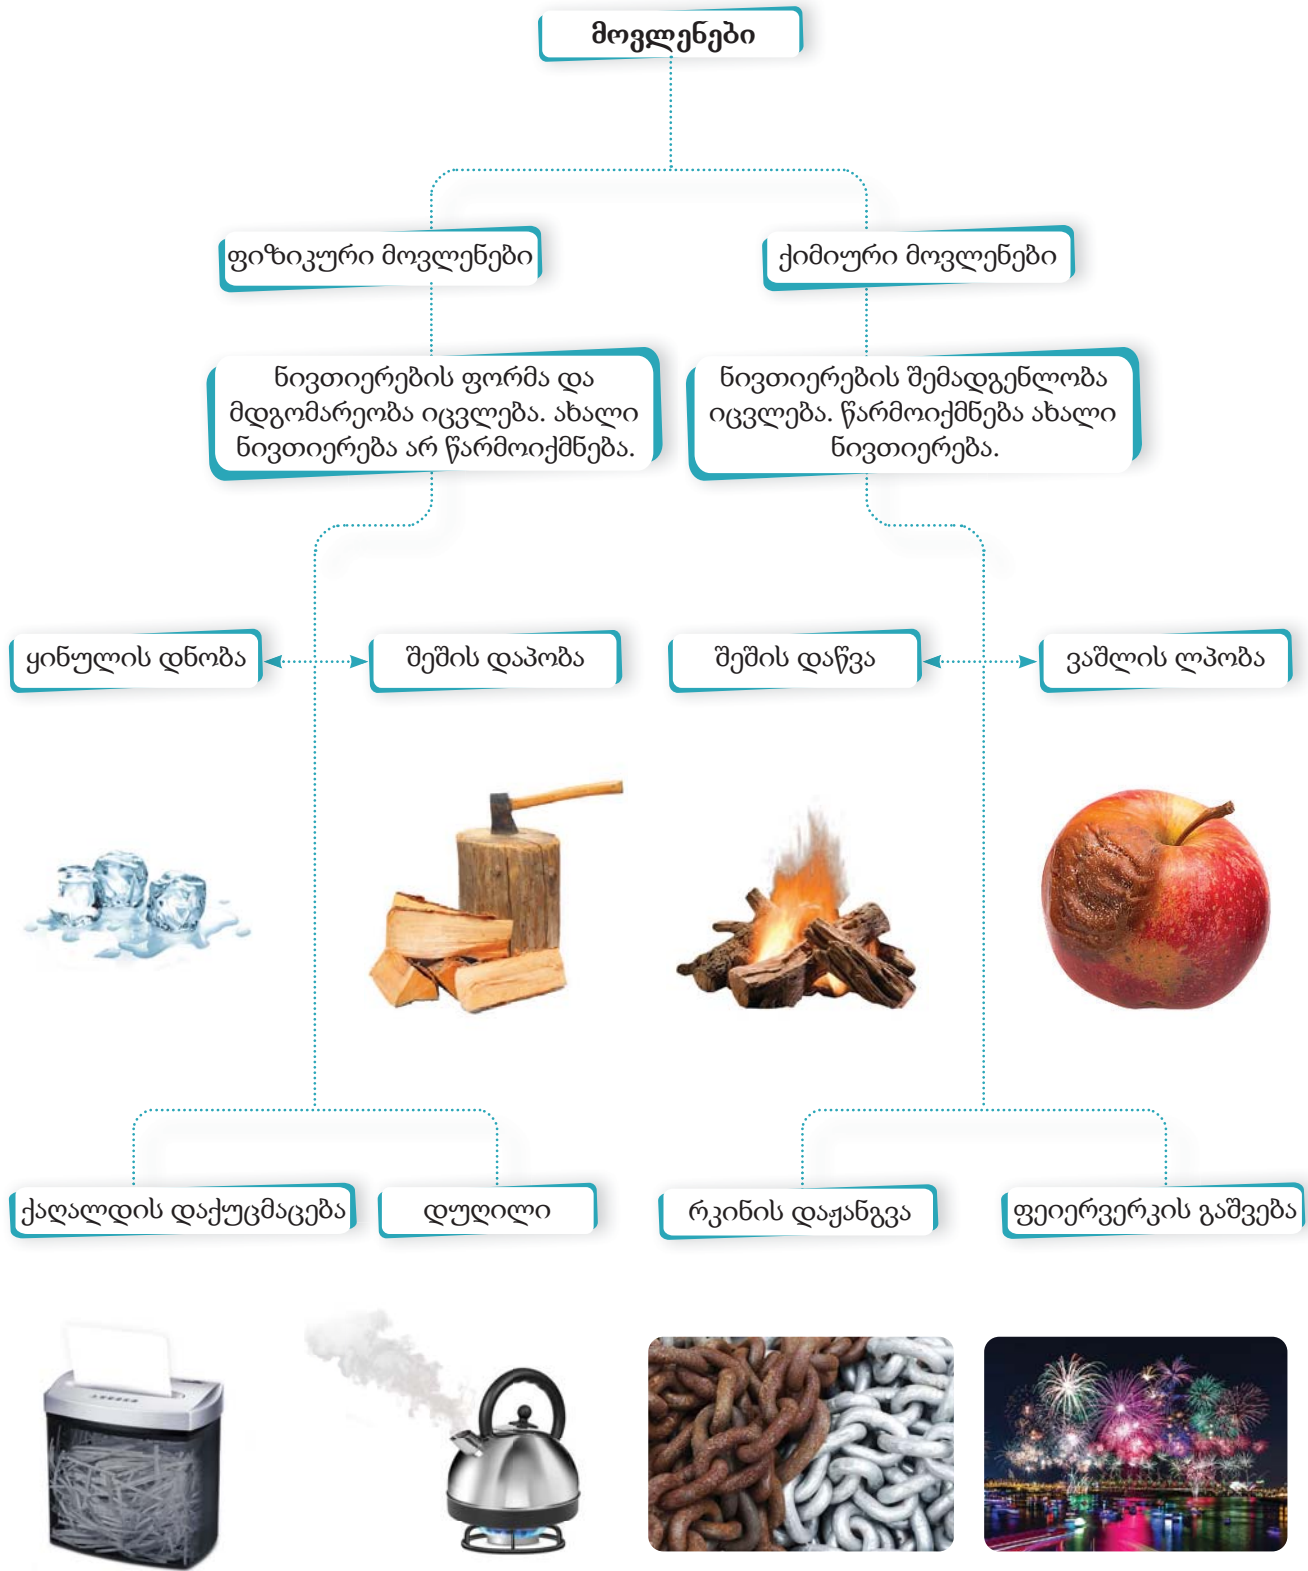 მოვლენები
ფიზიკური მოვლენები
ქიმიური მოვლენები
ნივთიერების ფორმა და
მდგომარეობა იცვლება. ახალი
ნივთიერება არ წარმოიქმნება.
ნივთიერების შემადგენლობა
იცვლება. წარმოიქმნება ახალი
ნივთიერება.
ყინულის დნობა
შეშის დაპობა
შეშის დაწვა
ვაშლის ლპობა
ქაღალდის დაქუცმაცება
დუღილი
რკინის დაჟანგვა
ფეიერვერკის გაშვება